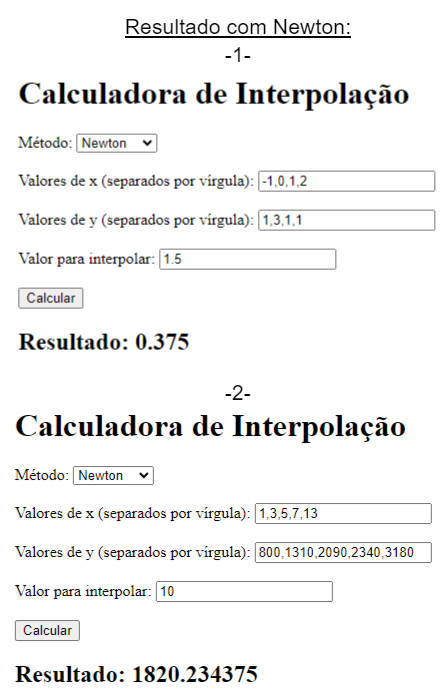 Resultado com Newton:
-1-
Calculadora de Interpolação
Método: Newton
Valores de x (separados por vírgula): -1,0,1,2
Valores de y (separados por vírgula): 1,3,1,1
Valor para interpolar: 1.5
Calcular
Resultado: 0.375
-2-
Calculadora de Interpolação
Método: Newton
Valores de x (separados por vírgula): 1,3,5,7,13
Valores de y (separados por vírgula): 800,1310,2090,2340,3180
Valor para interpolar: 10
Calcular
Resultado: 1820.234375